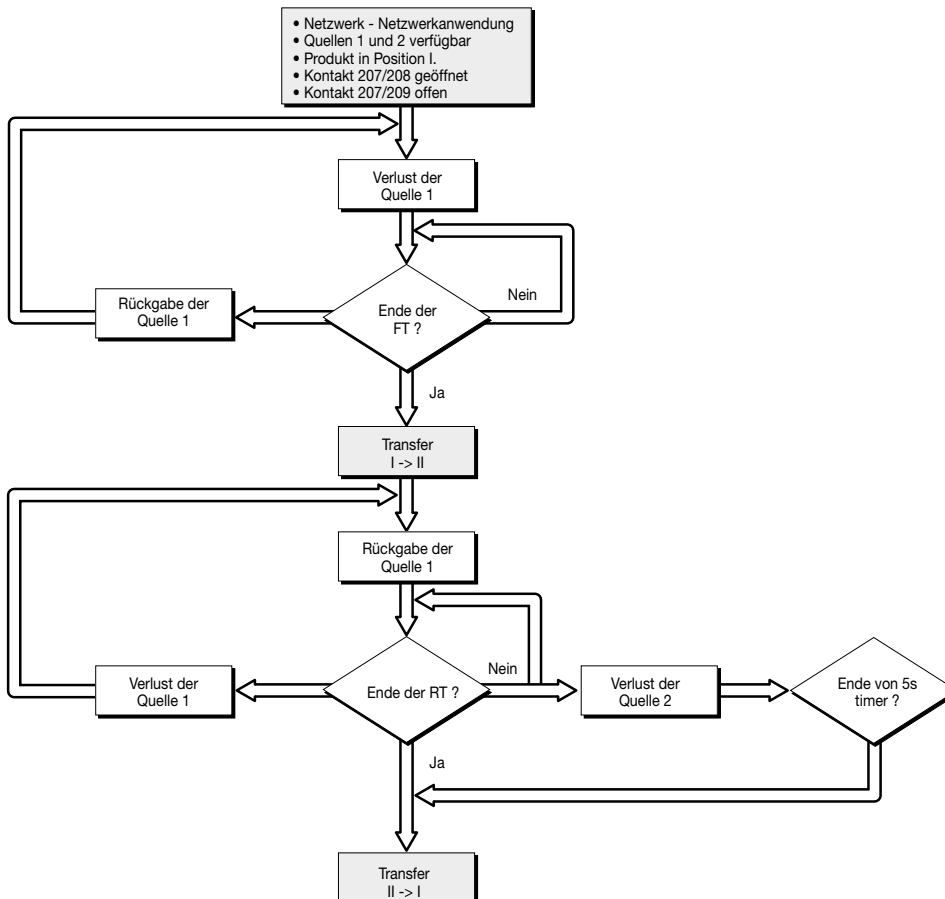 • Netzwerk - Netzwerkanwendung
• Quellen 1 und 2 verfügbar
• Produkt in Position I.
• Kontakt 207/208 geöffnet
• Kontakt 207/209 offen
Verlust der
Quelle 1
Nein
Rückgabe der
Quelle 1
Ende der
FT ?
Ja
Transfer
I -> II
Rückgabe der
Quelle 1
Nein
Verlust der
Quelle 1
Ende der RT ?
Verlust der
Quelle 2
Ende von 5s
timer ?
Ja
Transfer
II -> I